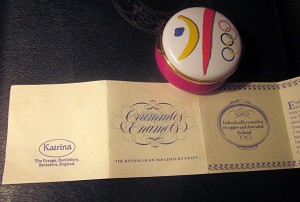 Katrina
The Grange, Hurstbury,
Berkshire, England.
Crummles
Enamels
THE REVIVAL OF AN 18th CENTURY CRAFT
Individually enamelled
on copper and decorated
by hand